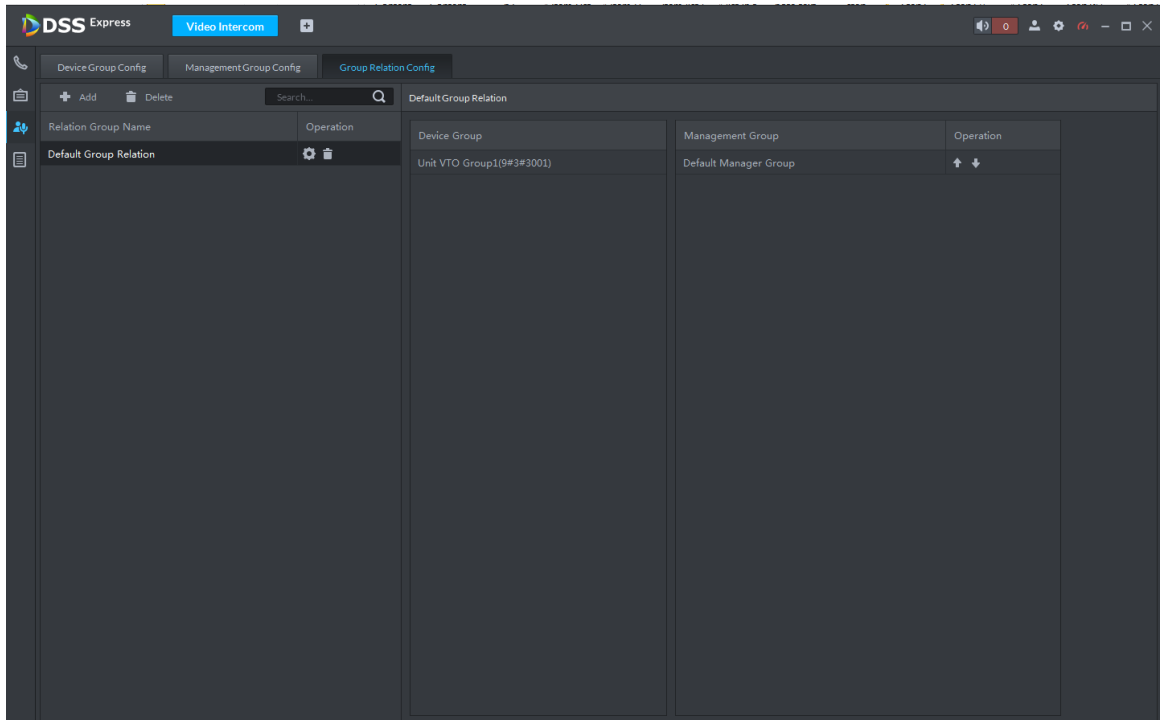 DSS Express
Video Intercom
0
Device Group Config
Management Group Config
Group Relation Config
Add
Delete
Search...
Default Group Relation
Relation Group Name
Operation
Default Group Relation
Device Group
Unit VTO Group1(9#3#3001)
Management Group
Operation
Default Manager Group